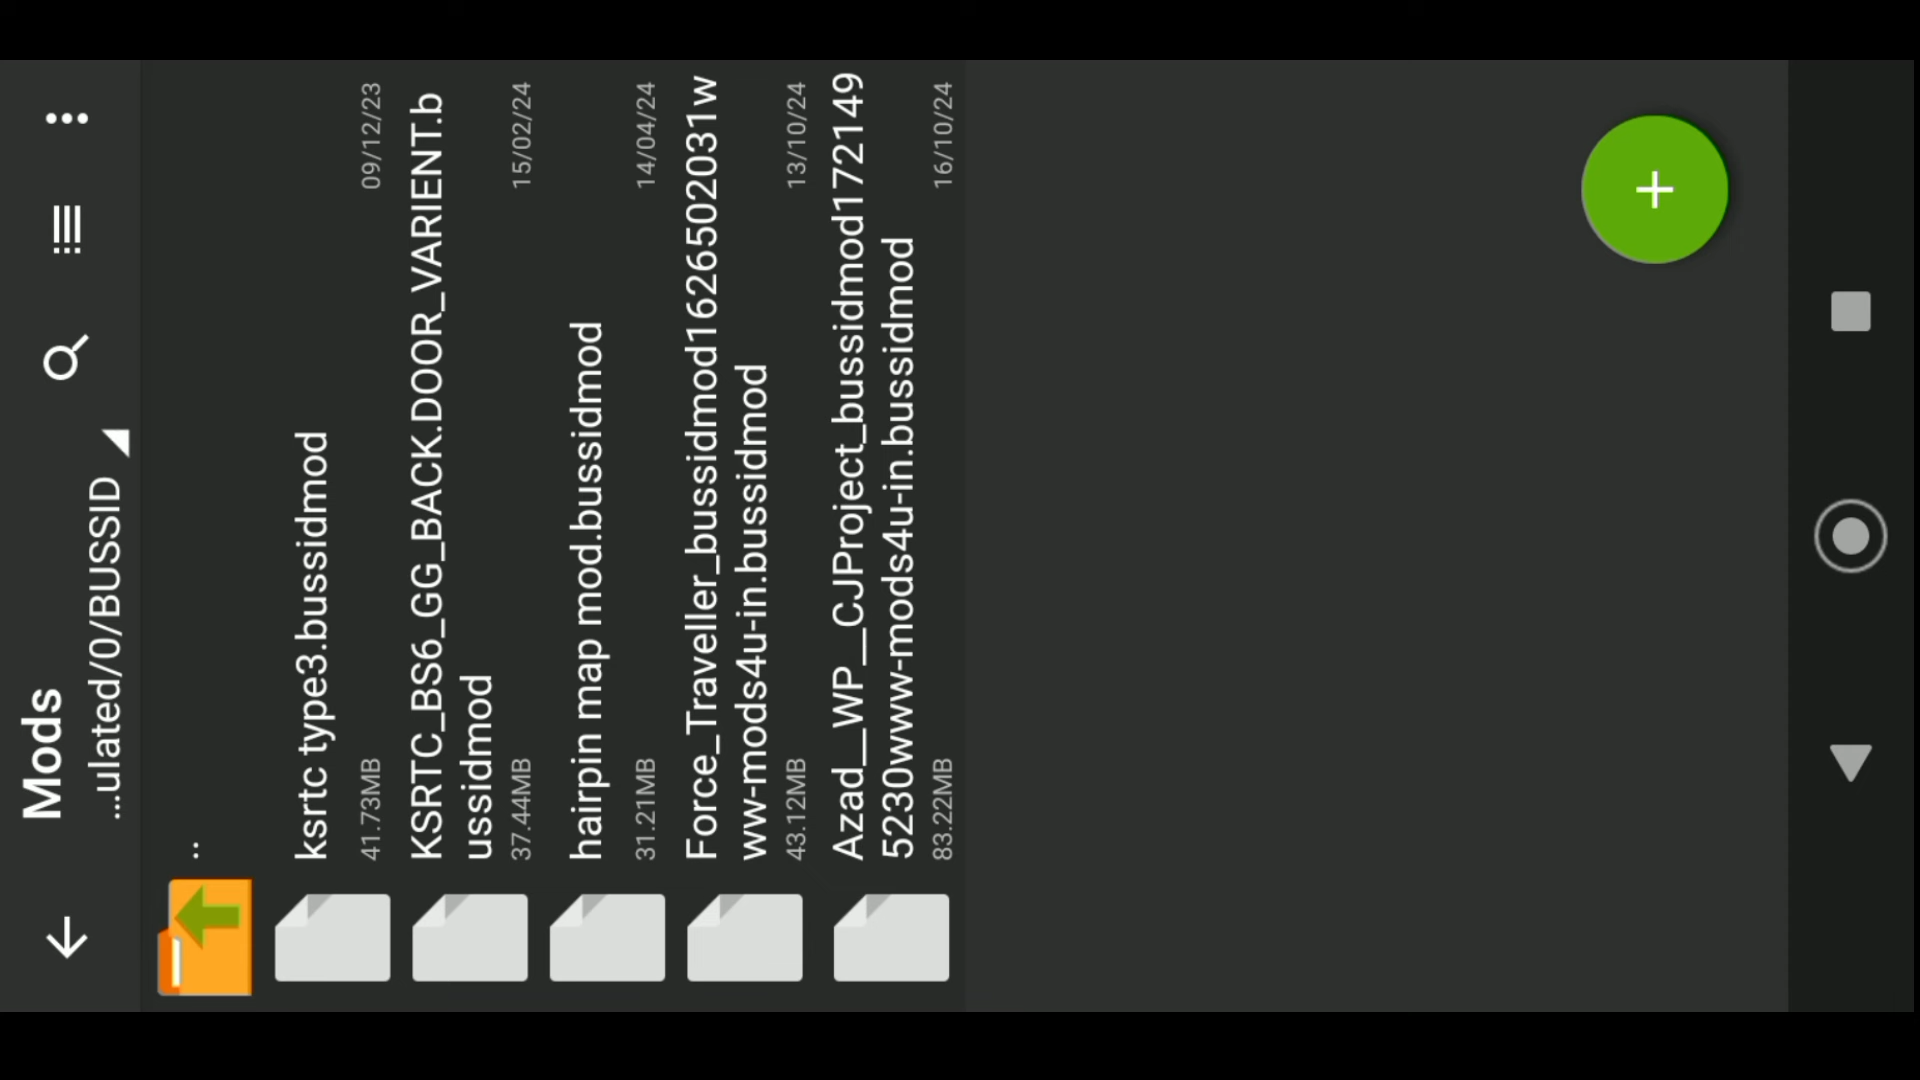 Mods
...ulated/0/BUSSID
..
ksrtc type3.bussidmod
41.73MB 09/12/23
KSRTC_BS6_GG_BACK.DOOR_VARIENT.b
ussidmod
37.44MB 15/02/24
hairpin map mod.bussidmod
31.21MB 14/04/24
Force_Traveller_bussidmod1626502031w
ww-mods4u-in.bussidmod
43.12MB 13/10/24
Azad__WP__CJProject_bussidmod172149
5230www-mods4u-in.bussidmod
83.22MB 16/10/24